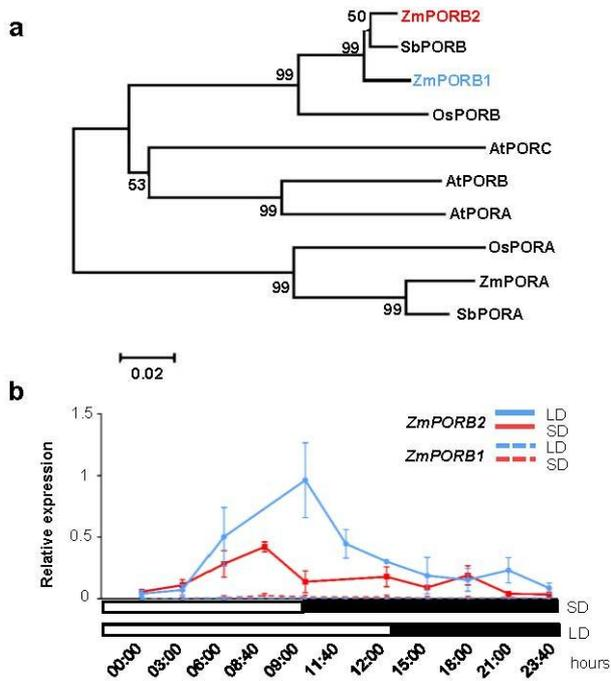 a
50 ZmPORB2
99 SbPORB
99 ZmPORB1
OsPORB
AtPORC
53 AtPORB
99 AtPORA
OsPORA
99 ZmPORA
99 SbPORA
0.02
b
1.5
1
0.5
0
Relative expression
ZmPORB2 LD
SD
ZmPORB1 LD
SD
SD
LD
00:00 03:00 06:00 08:40 09:00 11:40 12:00 15:00 18:00 21:00 23:40 hours